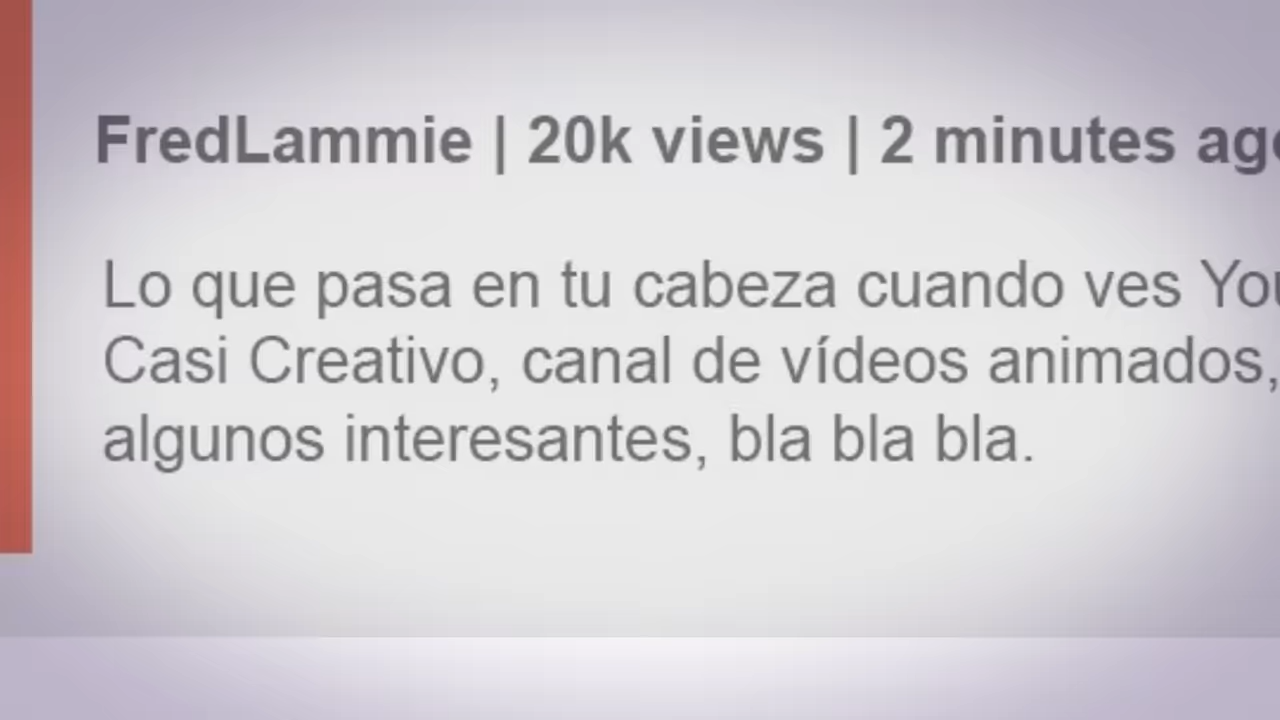 FredLammie | 20k views | 2 minutes ago
Lo que pasa en tu cabeza cuando ves
Casi Creativo, canal de vídeos animados,
algunos interesantes, bla bla bla.